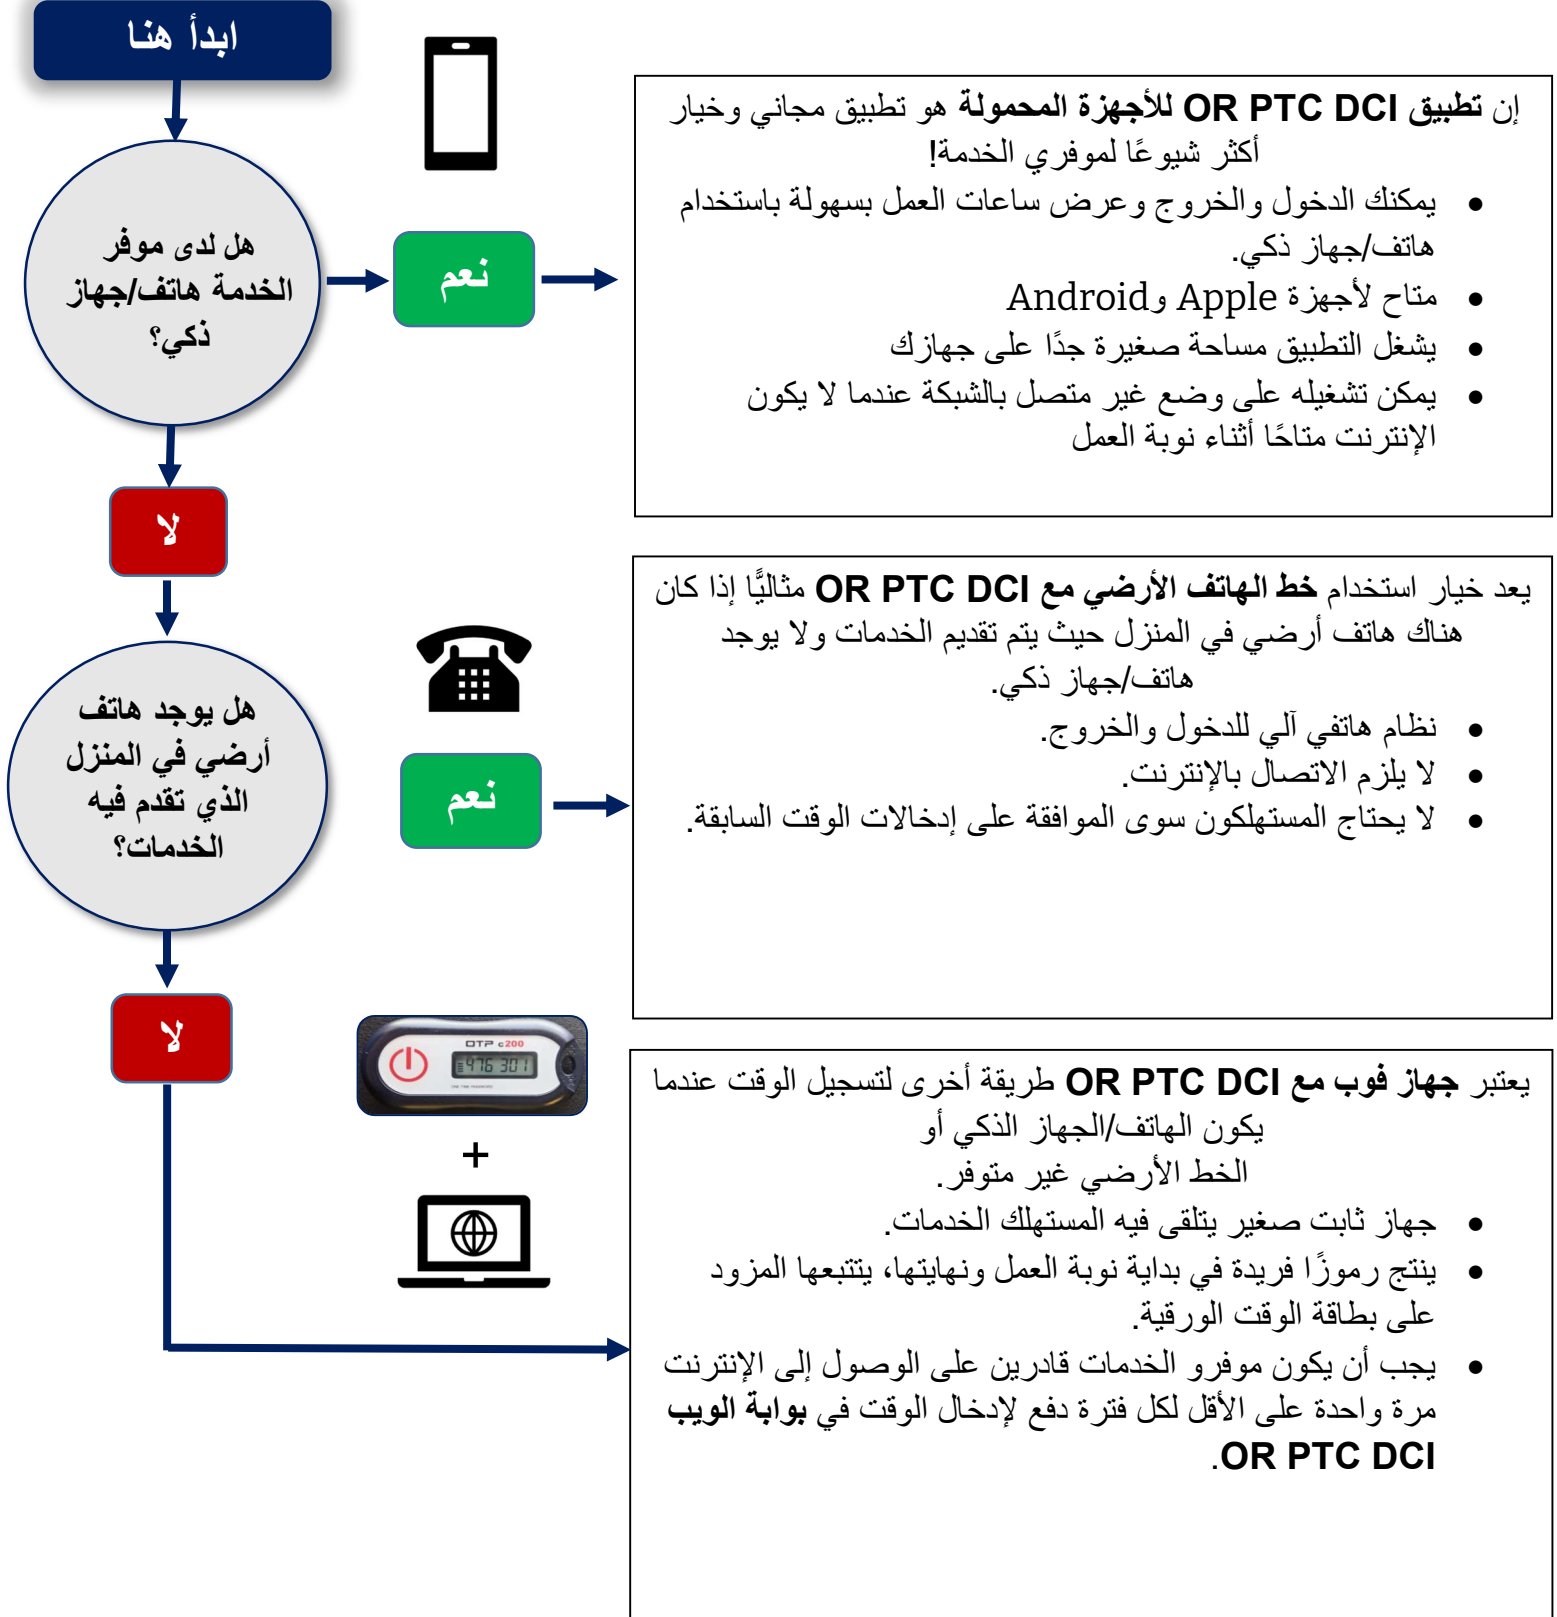 ابدأ هنا
هل لدى موفر
الخدمة هاتف/جهاز
ذكي؟
نعم
إن تطبيق OR PTC DCI للأجهزة المحمولة هو تطبيق مجاني وخيار
أكثر شيوعًا لموفري الخدمة!
• يمكنك الدخول والخروج وعرض ساعات العمل بسهولة باستخدام
هاتف/جهاز ذكي.
• متاح لأجهزة Apple وAndroid
• يشغل التطبيق مساحة صغيرة جدًا على جهازك
• يمكن تشغيله على وضع غير متصل بالشبكة عندما لا يكون
الإنترنت متاحًا أثناء نوبة العمل
لا
هل يوجد هاتف
أرضي في المنزل
الذي تقدم فيه
الخدمات؟
نعم
يعد خيار استخدام خط الهاتف الأرضي مع OR PTC DCI مثاليًّا إذا كان
هناك هاتف أرضي في المنزل حيث يتم تقديم الخدمات ولا يوجد
هاتف/جهاز ذكي.
• نظام هاتفي آلي للدخول والخروج.
• لا يلزم الاتصال بالإنترنت.
• لا يحتاج المستهلكون سوى الموافقة على إدخالات الوقت السابقة.
لا
OTP c200
476 301
+
يعتبر جهاز فوب مع OR PTC DCI طريقة أخرى لتسجيل الوقت عندما
يكون الهاتف/الجهاز الذكي أو
الخط الأرضي غير متوفر.
• جهاز ثابت صغير يتلقى فيه المستهلك الخدمات.
• ينتج رموزًا فريدة في بداية نوبة العمل ونهايتها، يتتبعها المزود
على بطاقة الوقت الورقية.
• يجب أن يكون موفرو الخدمات قادرين على الوصول إلى الإنترنت
مرة واحدة على الأقل لكل فترة دفع لإدخال الوقت في بوابة الويب
OR PTC DCI.